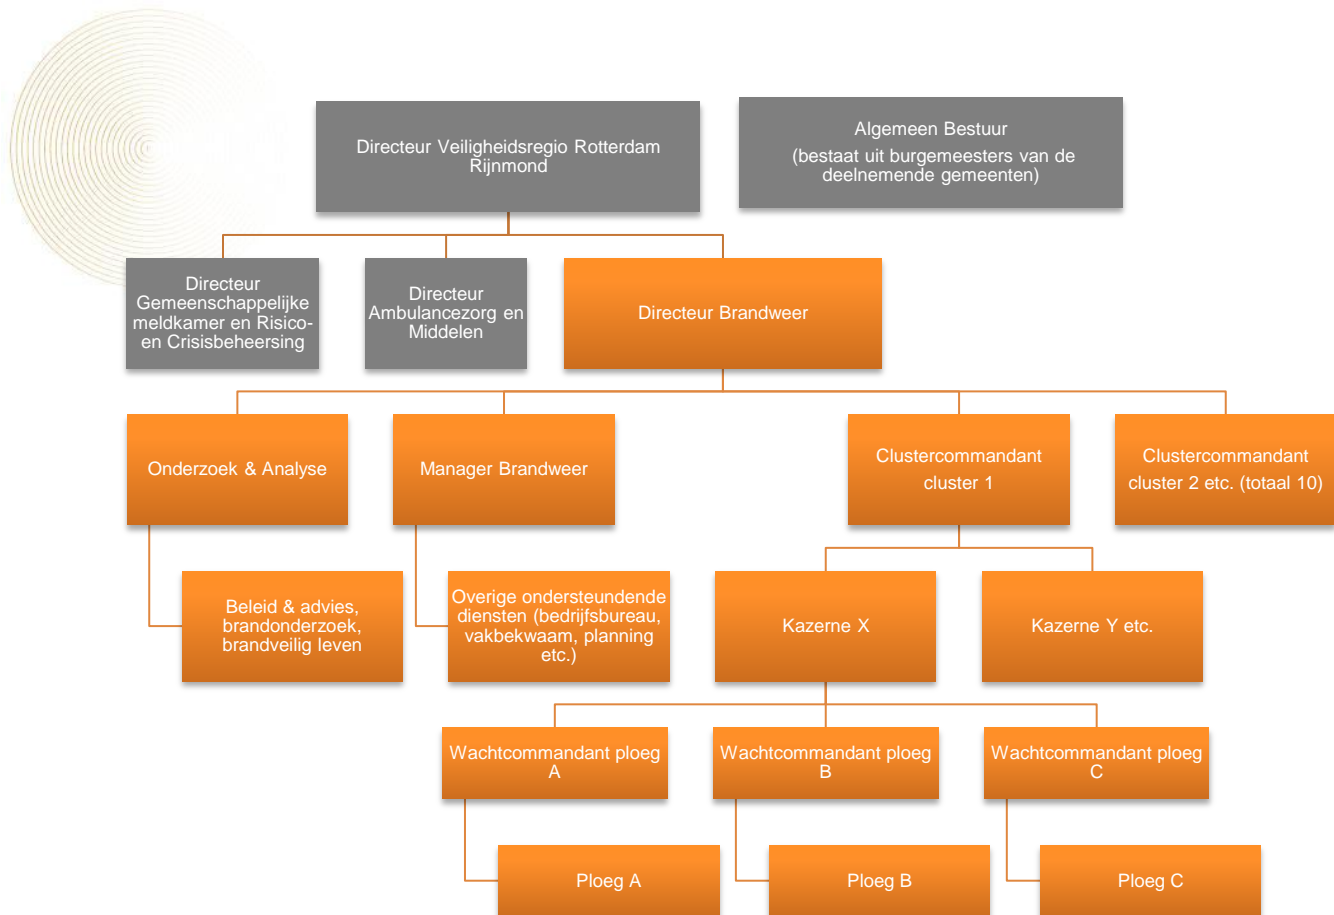 Directeur Veiligheidsregio Rotterdam
Rijnmond
Algemeen Bestuur
(bestaat uit burgemeesters van de
deelnemende gemeenten)
Directeur
Gemeenschappelijke
meldkamer en Risico-
en Crisisbeheersing
Directeur
Ambulancezorg en
Middelen
Directeur Brandweer
Onderzoek & Analyse
Manager Brandweer
Clustercommandant
cluster 1
Clustercommandant
cluster 2 etc. (totaal 10)
Beleid & advies,
brandonderzoek,
brandveilig leven
Overige ondersteundende
diensten (bedrijfsbureau,
vakbekwaam, planning
etc.)
Kazerne X
Kazerne Y etc.
Wachtcommandant ploeg
A
Wachtcommandant ploeg
B
Wachtcommandant ploeg
C
Ploeg A
Ploeg B
Ploeg C